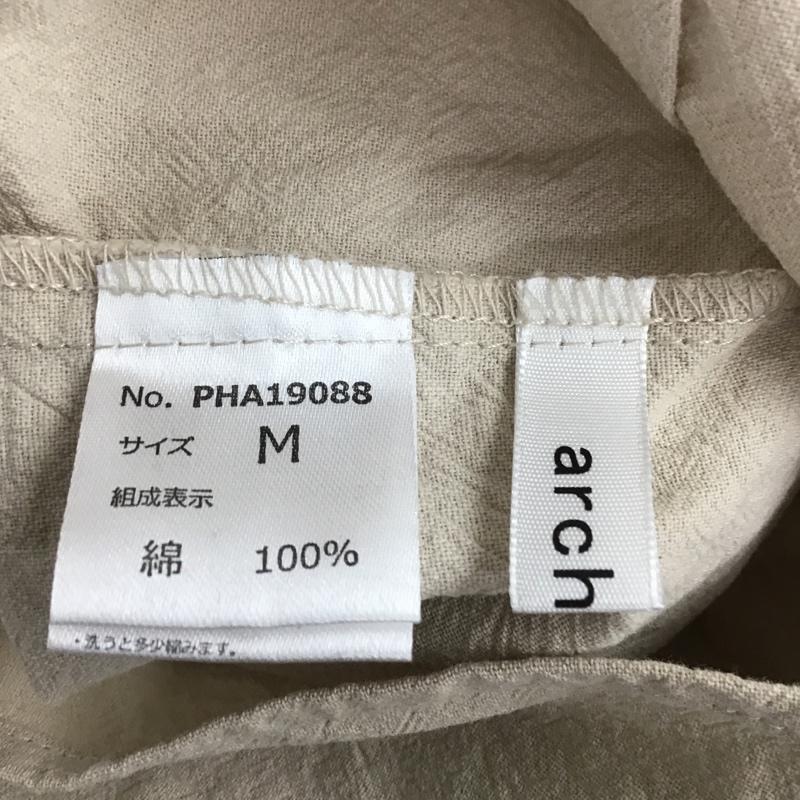 No. PHA19088
サイズ M
組成表示
綿 100%
・洗うと多少縮みます。
arch